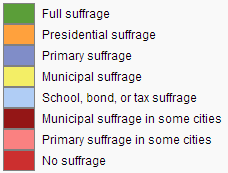 Full suffrage
Presidential suffrage
Primary suffrage
Municipal suffrage
School, bond, or tax suffrage
Municipal suffrage in some cities
Primary suffrage in some cities
No suffrage